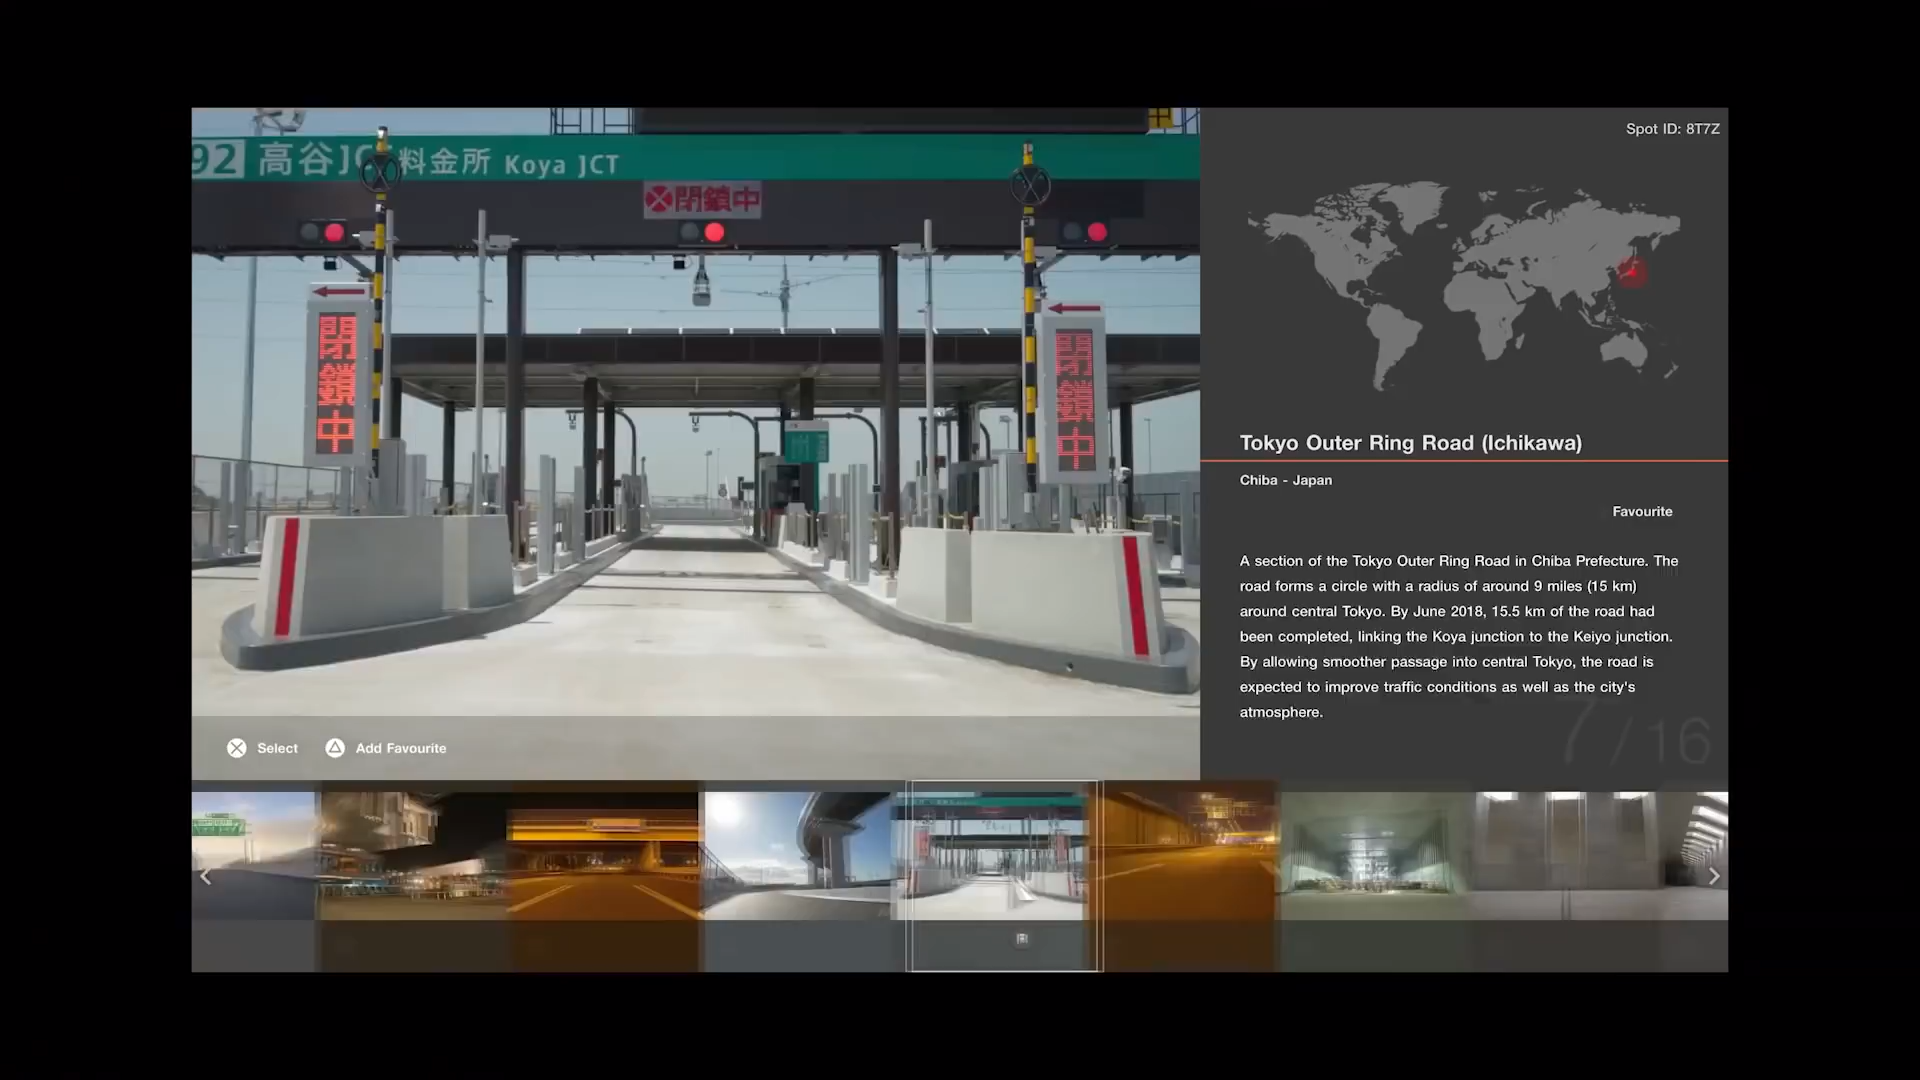 Spot ID: 8T7Z
92 高谷JC 料金所 Koya JCT
閉鎖中
閉鎖中
閉鎖中
Tokyo Outer Ring Road (Ichikawa)
Chiba - Japan
Favourite
A section of the Tokyo Outer Ring Road in Chiba Prefecture. The
road forms a circle with a radius of around 9 miles (15 km)
around central Tokyo. By June 2018, 15.5 km of the road had
been completed, linking the Koya junction to the Keiyo junction.
By allowing smoother passage into central Tokyo, the road is
expected to improve traffic conditions as well as the city's
atmosphere.
7/16
Select
Add Favourite